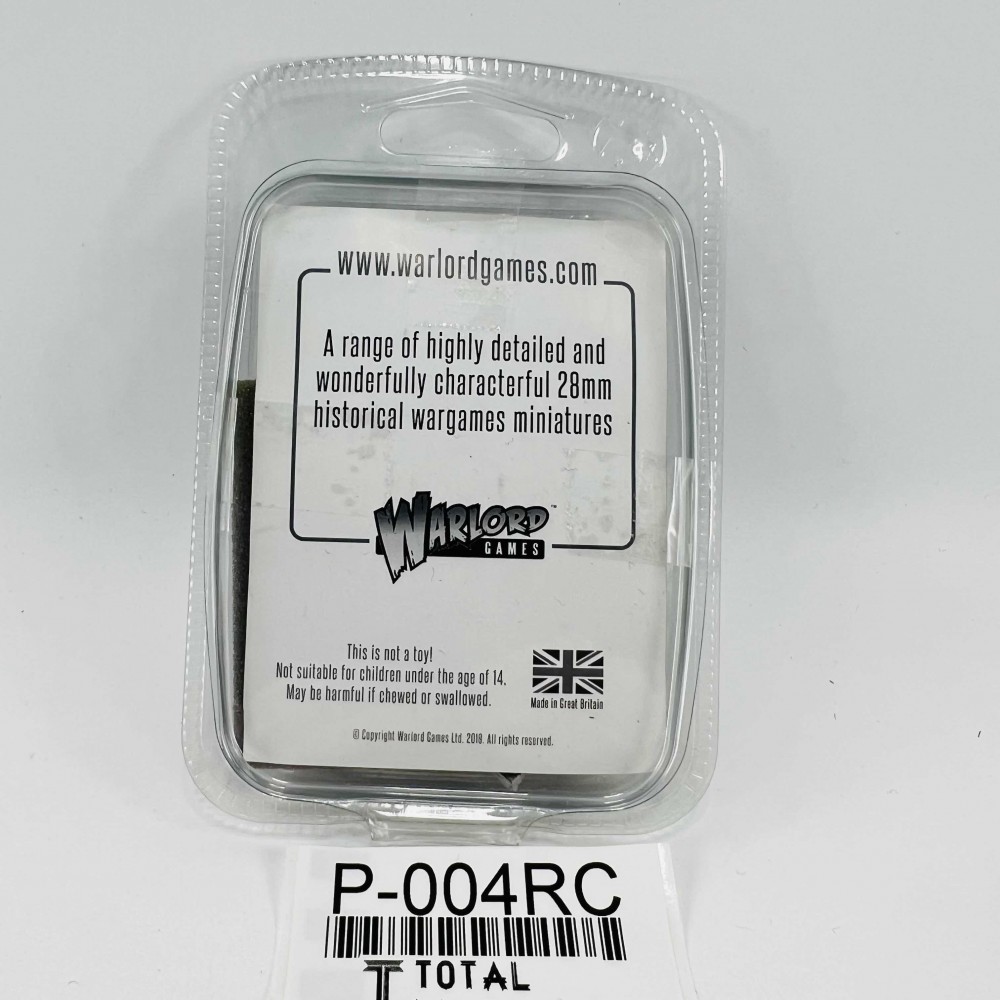 www.warlordgames.com
A range of highly detailed and
wonderfully characterful 28mm
historical wargames miniatures
WARLORD™
GAMES
This is not a toy!
Not suitable for children under the age of 14.
May be harmful if chewed or swallowed.
Made in Great Britain
© Copyright Warlord Games Ltd. 2018. All rights reserved.
P-004RC
TOTAL